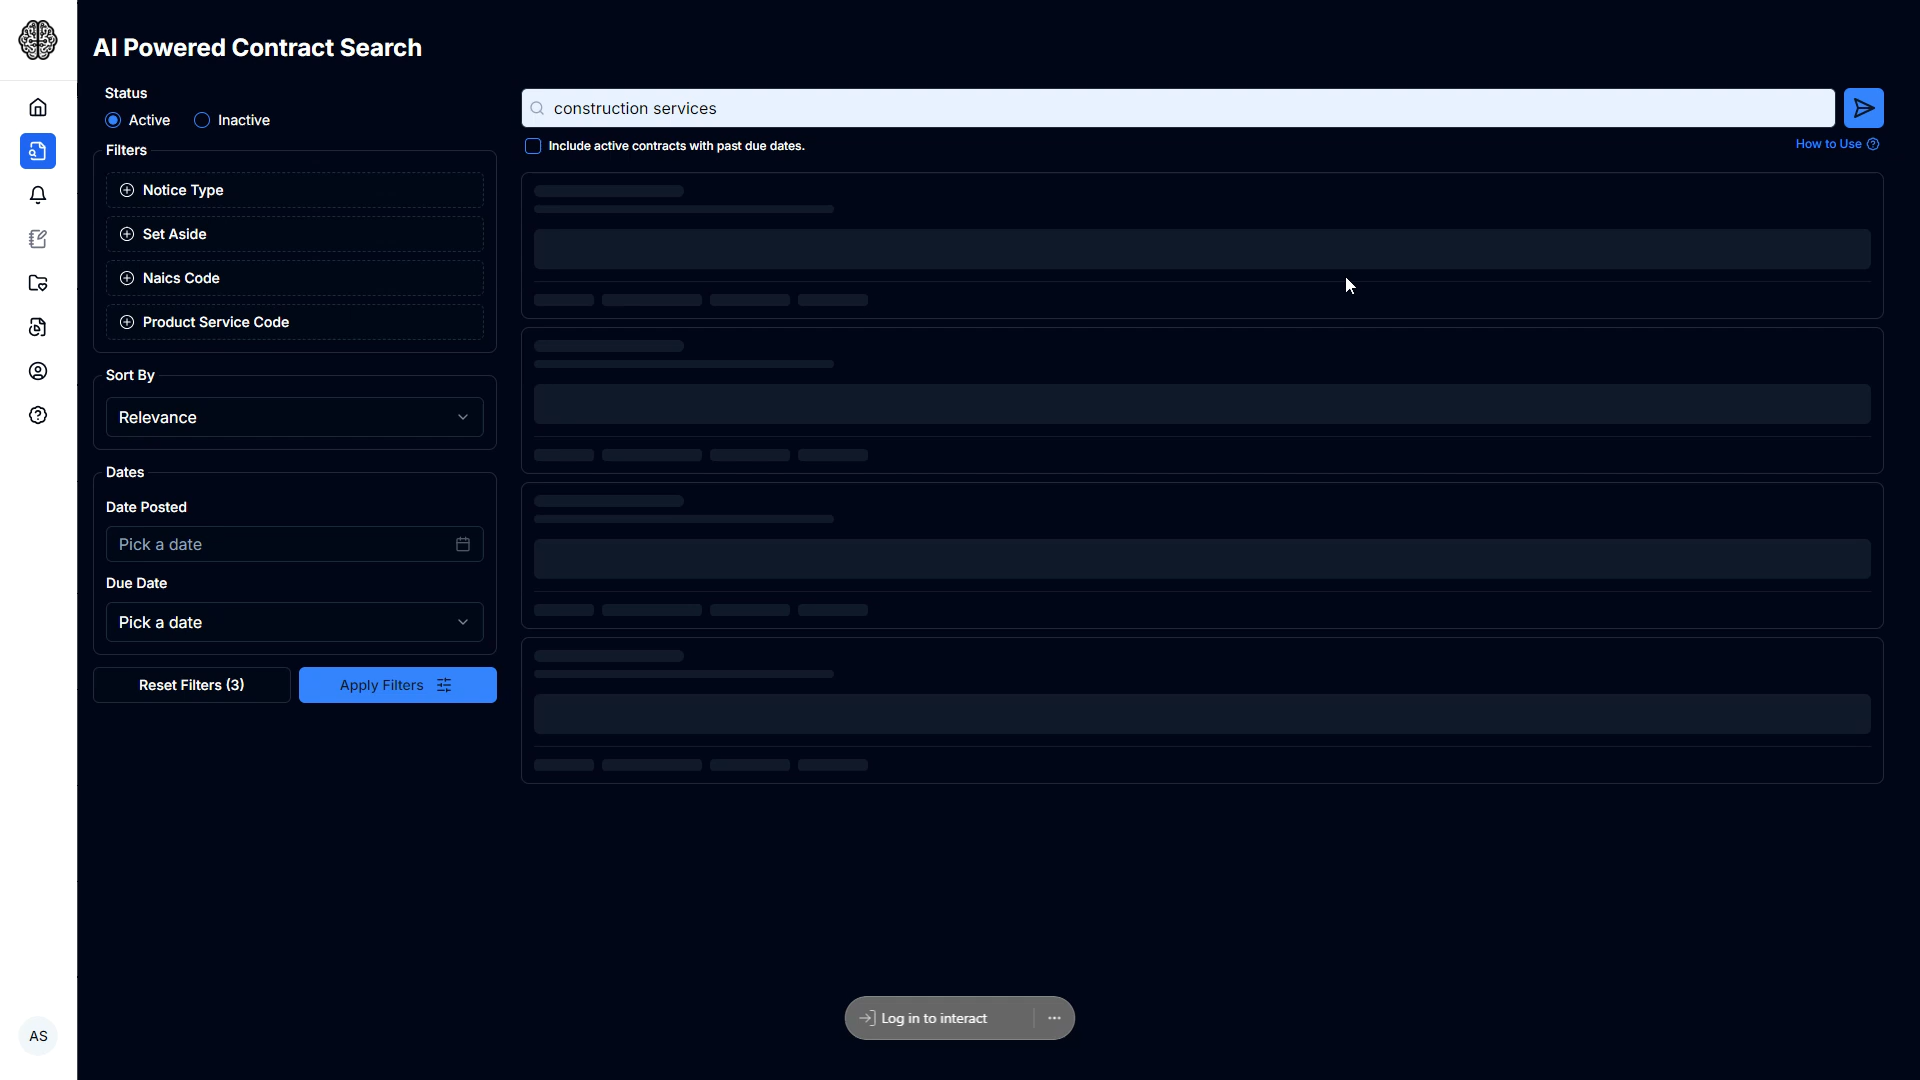 AI Powered Contract Search
Status
Active
Inactive
Filters
Notice Type
Set Aside
Naics Code
Product Service Code
Sort By
Relevance
Dates
Date Posted
Pick a date
Due Date
Pick a date
Reset Filters (3)
Apply Filters
construction services
Include active contracts with past due dates.
How to Use
Log in to interact
AS